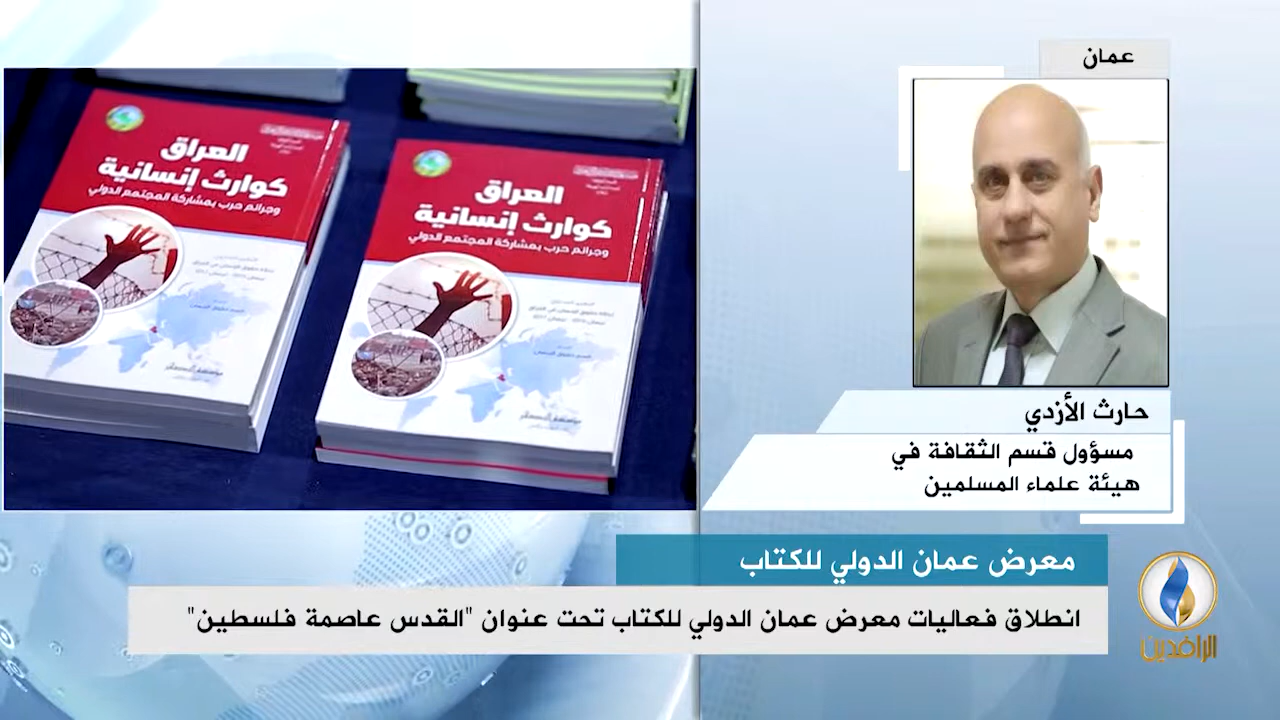 عمان
العراق
كوارث إنسانية
وجرائم حرب بمشاركة المجتمع الدولي
العراق
كوارث إنسانية
وجرائم حرب بمشاركة المجتمع الدولي
حارث الأزدي
مسؤول قسم الثقافة في
هيئة علماء المسلمين
معرض عمان الدولي للكتاب
انطلاق فعاليات معرض عمان الدولي للكتاب تحت عنوان "القدس عاصمة فلسطين"
الرافدين